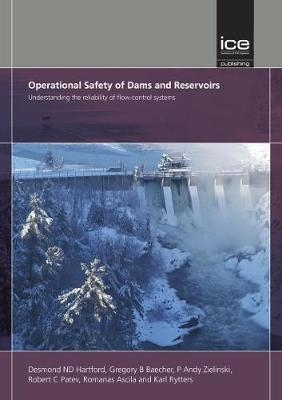 ice
publishing
Operational Safety of Dams and Reservoirs
Understanding the reliability of flow-control systems
Desmond ND Hartford, Gregory B Baecher, P Andy Zielinski,
Robert C Patev, Romanas Ascila and Karl Rytters